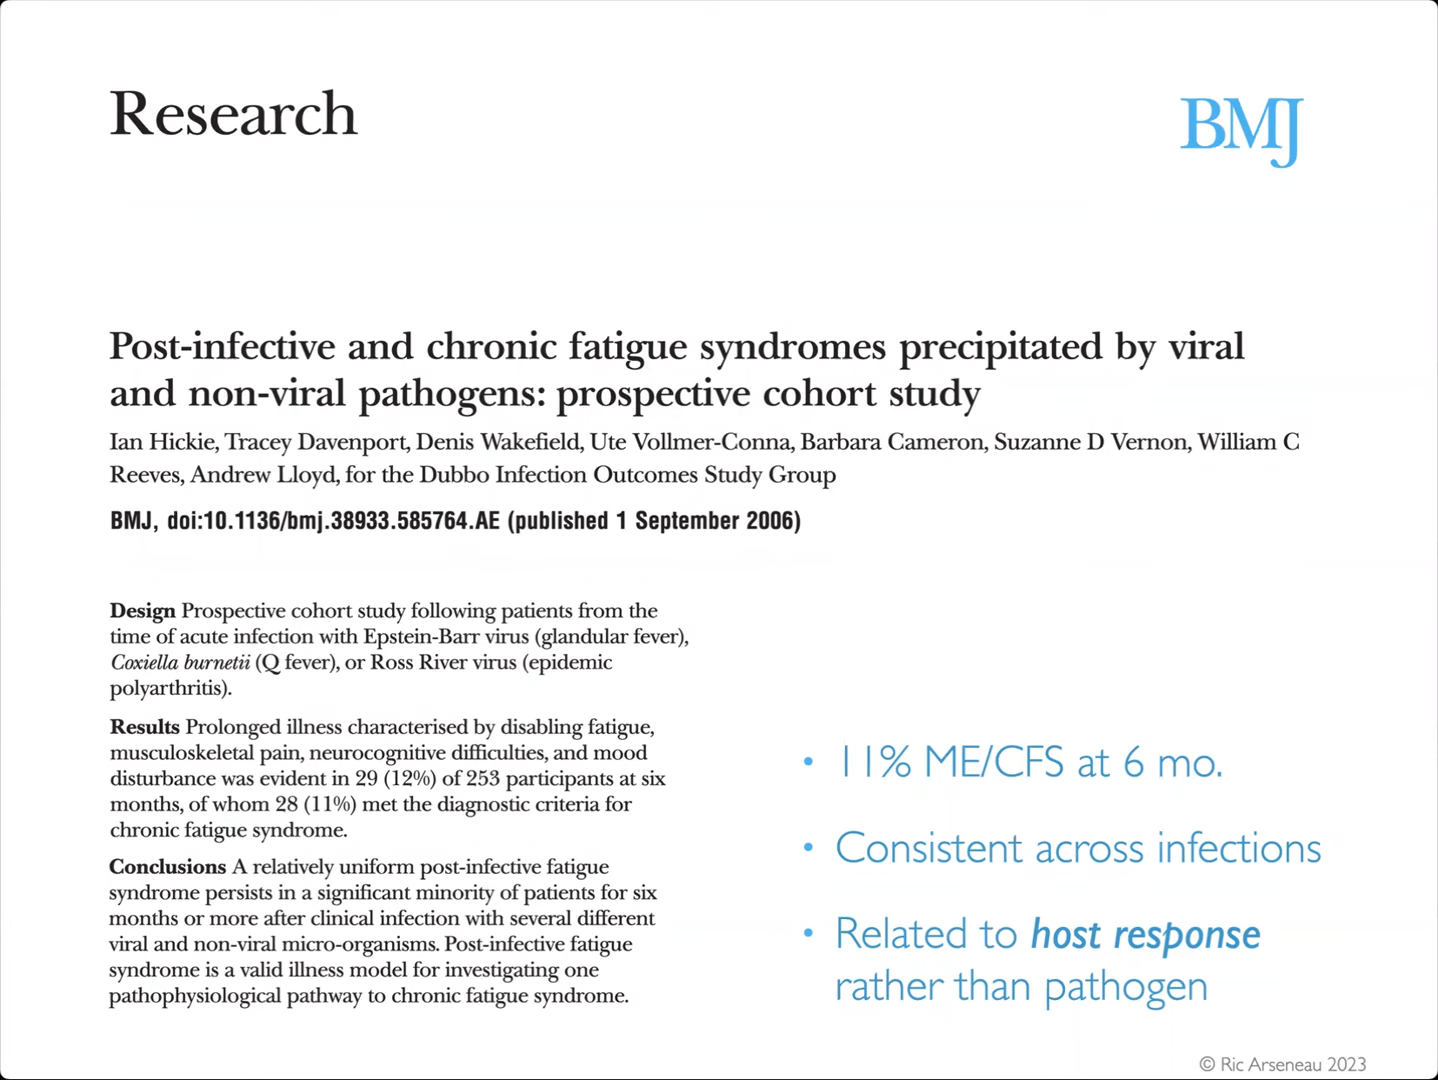 Research
BMJ
Post-infective and chronic fatigue syndromes precipitated by viral
and non-viral pathogens: prospective cohort study
Ian Hickie, Tracey Davenport, Denis Wakefield, Ute Vollmer-Conna, Barbara Cameron, Suzanne D Vernon, William C
Reeves, Andrew Lloyd, for the Dubbo Infection Outcomes Study Group
BMJ, doi:10.1136/bmj.38933.585764.AE (published 1 September 2006)
Design Prospective cohort study following patients from the
time of acute infection with Epstein-Barr virus (glandular fever),
Coxiella burnetii (Q fever), or Ross River virus (epidemic
polyarthritis).
Results Prolonged illness characterised by disabling fatigue,
musculoskeletal pain, neurocognitive difficulties, and mood
disturbance was evident in 29 (12%) of 253 participants at six
months, of whom 28 (11%) met the diagnostic criteria for
chronic fatigue syndrome.
Conclusions A relatively uniform post-infective fatigue
syndrome persists in a significant minority of patients for six
months or more after clinical infection with several different
viral and non-viral micro-organisms. Post-infective fatigue
syndrome is a valid illness model for investigating one
pathophysiological pathway to chronic fatigue syndrome.
• 11% ME/CFS at 6 mo.
• Consistent across infections
• Related to host response
rather than pathogen
© Ric Arseneau 2023